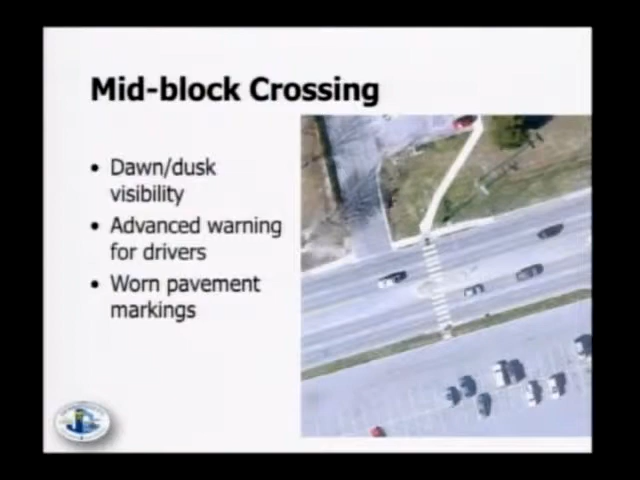 Mid-block Crossing
• Dawn/dusk
visibility
• Advanced warning
for drivers
• Worn pavement
markings